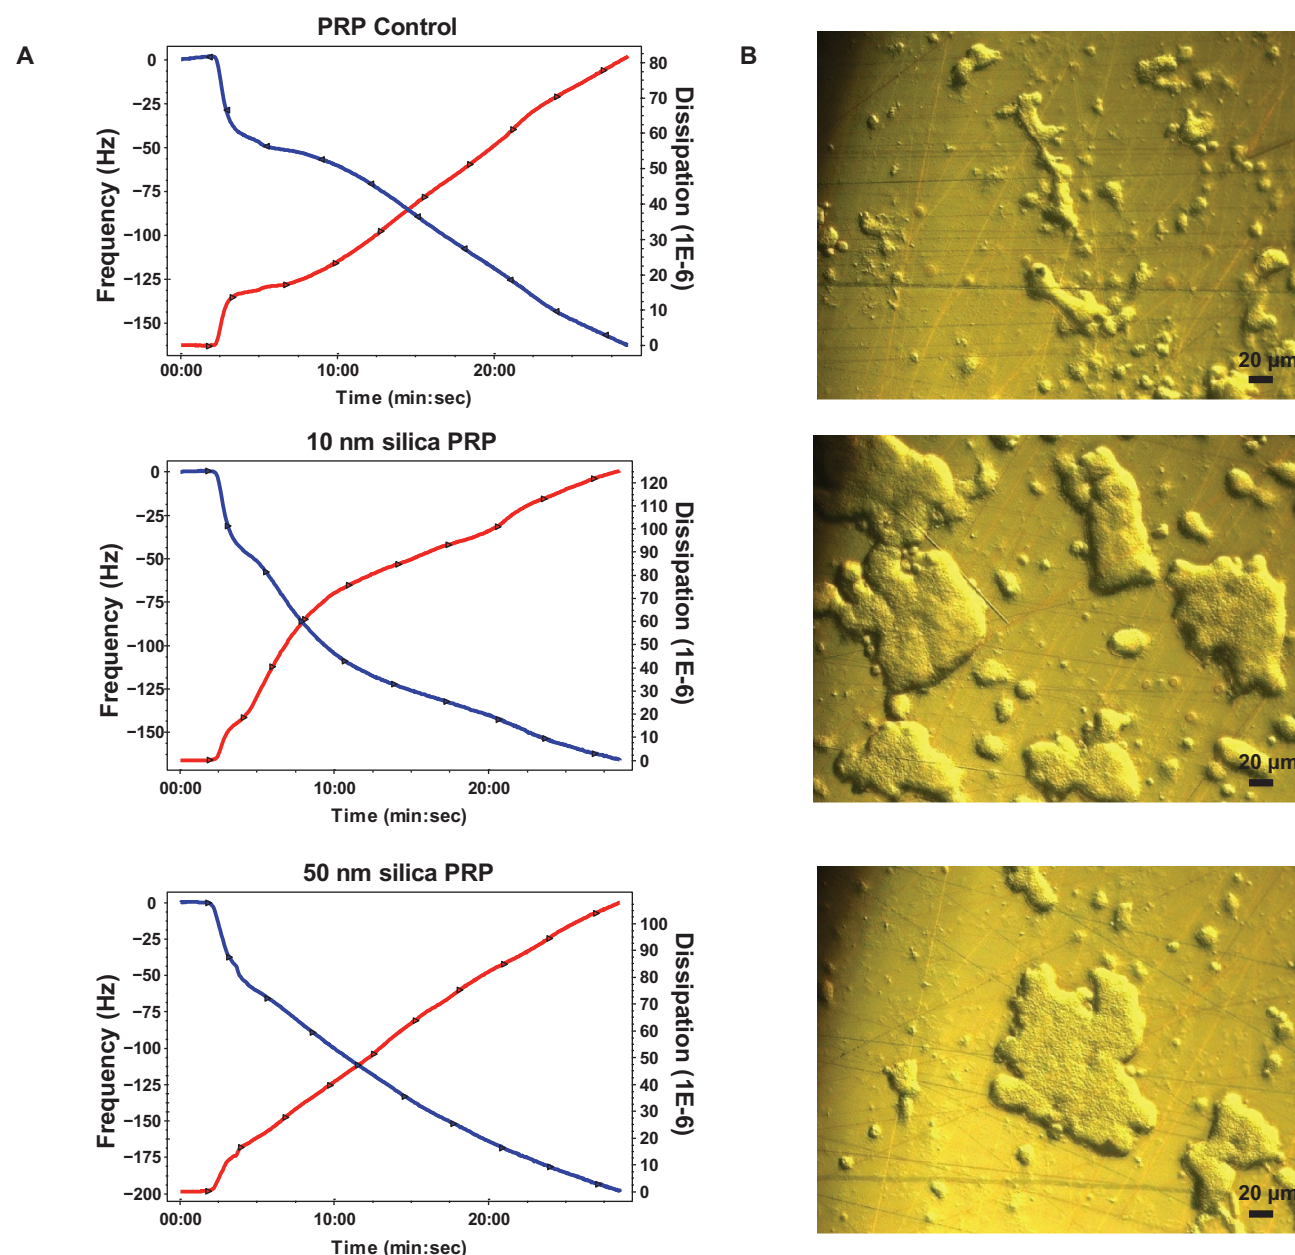 A
B
PRP Control
Frequency (Hz)
Dissipation (1E-6)
0
−25
−50
−75
−100
−125
−150
80
70
60
50
40
30
20
10
0
00:00 10:00 20:00
Time (min:sec)
20 µm
10 nm silica PRP
Frequency (Hz)
Dissipation (1E-6)
0
−25
−50
−75
−100
−125
−150
120
110
100
90
80
70
60
50
40
30
20
10
0
00:00 10:00 20:00
Time (min:sec)
20 µm
50 nm silica PRP
Frequency (Hz)
Dissipation (1E-6)
0
−25
−50
−75
−100
−125
−150
−175
−200
100
90
80
70
60
50
40
30
20
10
0
00:00 10:00 20:00
Time (min:sec)
20 µm